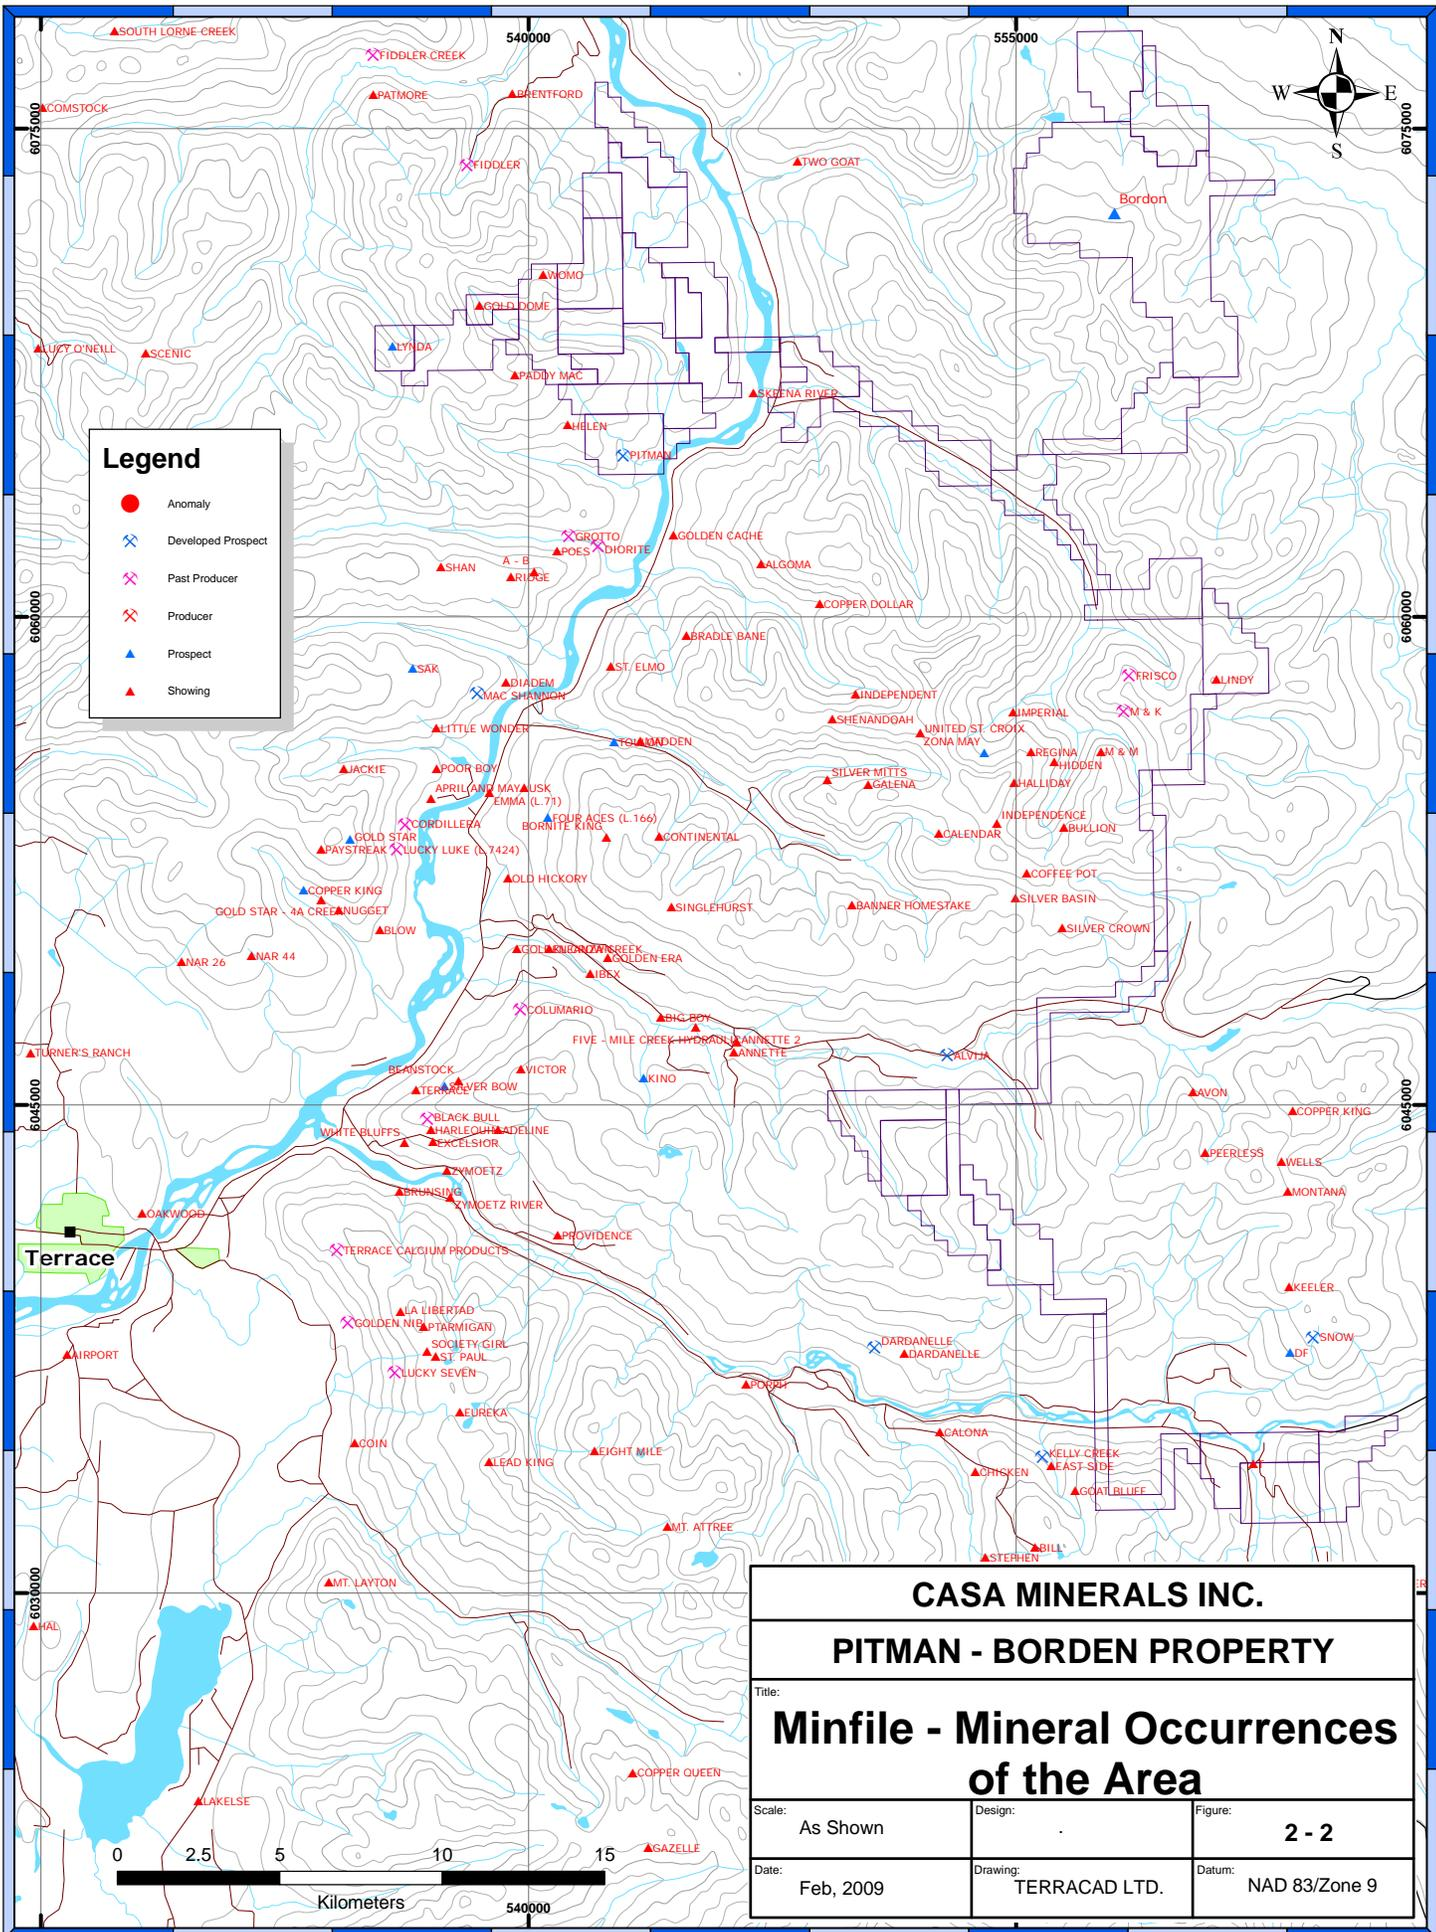 SOUTH LORNE CREEK
540000
555000
N
FIDDLER CREEK
W
E
PATMORE
BRENTFORD
COMSTOCK
6075000
6075000
S
FIDDLER
TWO GOAT
Bordon
WOMO
GOLD DOME
LUCY O'NEILL
SCENIC
LYNDA
PADDY MAC
SKEENA RIVER
HELEN
PITMAN
Legend
Anomaly
Developed Prospect
Past Producer
Producer
Prospect
Showing
GROTTO
POES
DIORITE
GOLDEN CACHE
A - B
SHAN
RIDGE
ALGOMA
COPPER DOLLAR
6060000
6060000
BRADLE BANE
SAK
ST. ELMO
DIADEM
MAC SHANNON
FRISCO
LINDY
INDEPENDENT
M & K
IMPERIAL
SHENANDOAH
LITTLE WONDER
UNITED ST. CROIX
ZONA MAY
MADDEN
REGINA
M & M
HIDDEN
JACKIE
POOR BOY
SILVER MITTS
GALENA
HALLIDAY
APRIL AND MAY
USK
EMMA (L.71)
FOUR ACES (L.166)
CORDILLERA
BORNITE KING
INDEPENDENCE
BULLION
GOLD STAR
CONTINENTAL
CALENDAR
PAYSTREAK
LUCKY LUKE (L.7424)
COFFEE POT
OLD HICKORY
COPPER KING
SILVER BASIN
GOLD STAR - 4A CREEK
NUGGET
SINGLEHURST
BANNER HOMESTAKE
BLOW
SILVER CROWN
NAR 26
NAR 44
GOLDEN ERA
IBEX
COLUMARIO
BIG BOY
FIVE - MILE CREEK HYDRAULIC
ANNETTE 2
TURNER'S RANCH
ANNETTE
ALVIJA
BEANSTOCK
VICTOR
KINO
SILVER BOW
TERRACE
AVON
6045000
6045000
COPPER KING
BLACK BULL
WHITE BLUFFS
HARLEQUIN
ADELINE
EXCELSIOR
PEERLESS
WELLS
ZYMOETZ
BRUNSING
ZYMOETZ RIVER
MONTANA
OAKWOOD
PROVIDENCE
Terrace
TERRACE CALCIUM PRODUCTS
KEELER
LA LIBERTAD
GOLDEN NIB
PTARMIGAN
SNOW
DARDANELLE
DARDANELLE
DF
SOCIETY GIRL
ST. PAUL
AIRPORT
LUCKY SEVEN
PORPH
EUREKA
CALONA
COIN
EIGHT MILE
LEAD KING
KELLY CREEK
EAST SIDE
CHICKEN
T
GOAT BLUFF
MT. ATTREE
BILL
STEPHEN
MT. LAYTON
6030000
HAL
COPPER QUEEN
LAKELSE
GAZELLE
0 2.5 5 10 15
Kilometers
540000
CASA MINERALS INC.
PITMAN - BORDEN PROPERTY
Title:
Minfile - Mineral Occurrences
of the Area
Scale:
As Shown
Design:
.
Figure:
2 - 2
Date:
Feb, 2009
Drawing:
TERRACAD LTD.
Datum:
NAD 83/Zone 9